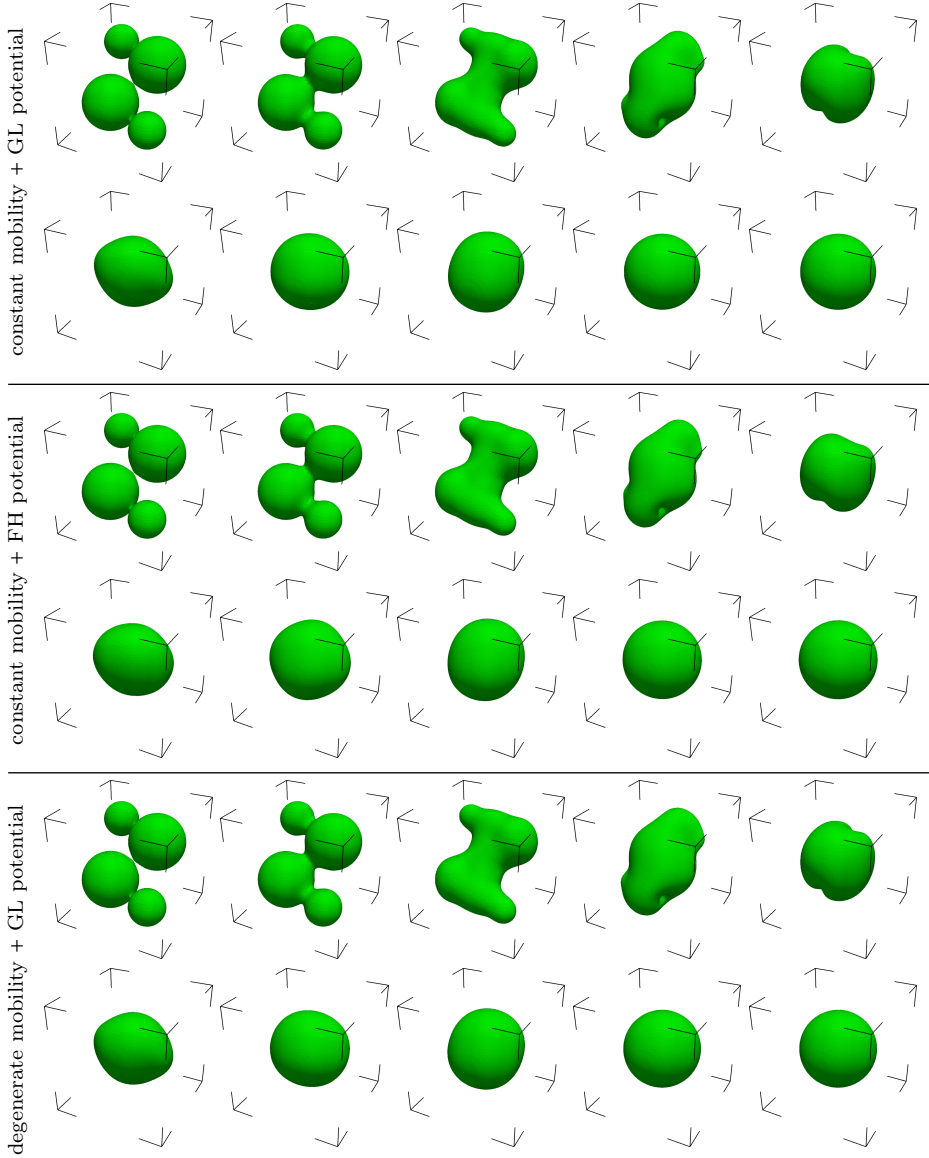 constant mobility + GL potential
constant mobility + FH potential
degenerate mobility + GL potential